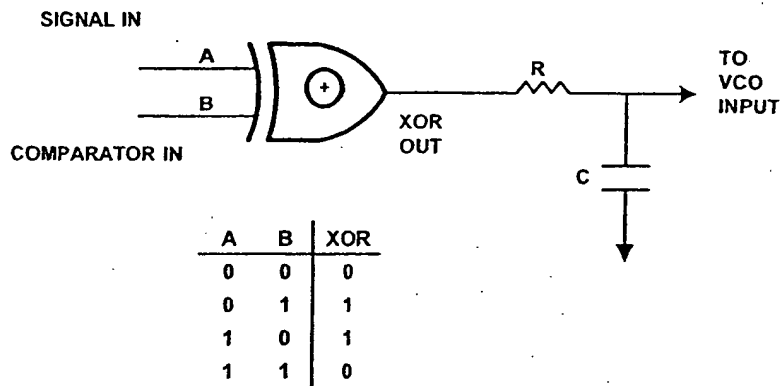 SIGNAL IN
A
B
COMPARATOR IN
+
XOR
OUT
R
C
TO
VCO
INPUT
A B XOR
0 0 0
0 1 1
1 0 1
1 1 0